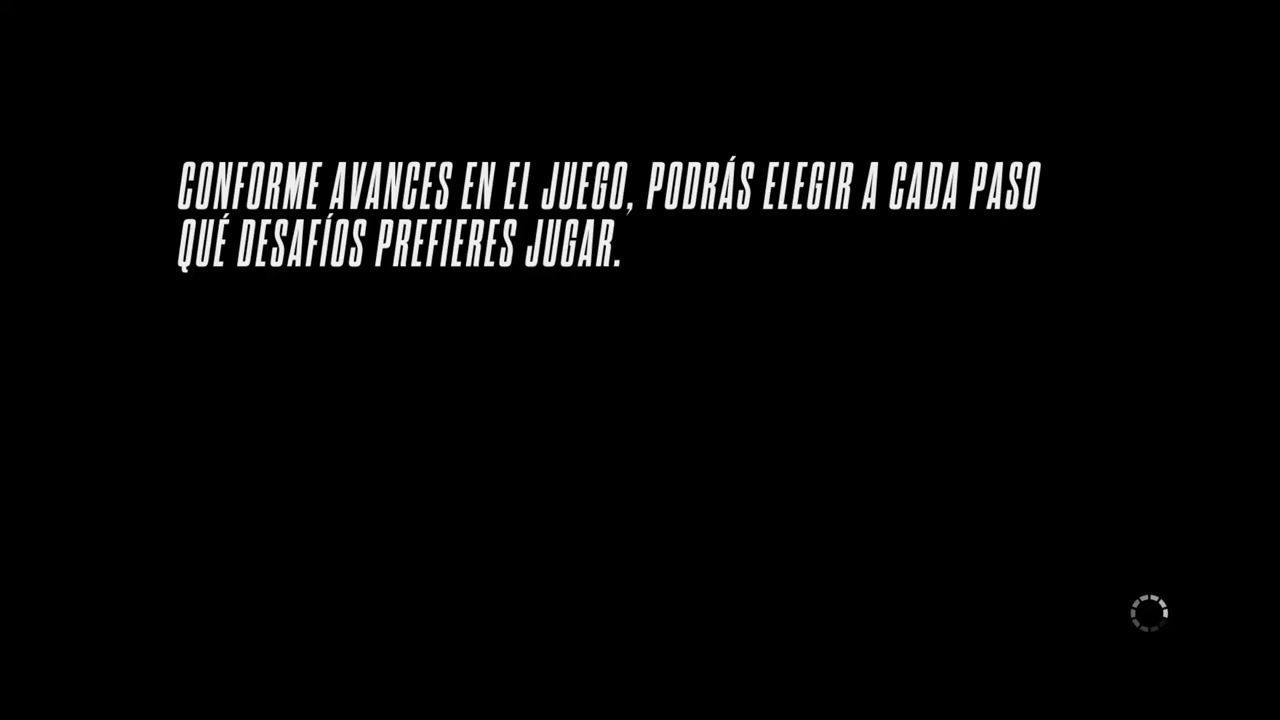 CONFORME AVANCES EN EL JUEGO, PODRÁS ELEGIR A CADA PASO
QUÉ DESAFÍOS PREFIERES JUGAR.